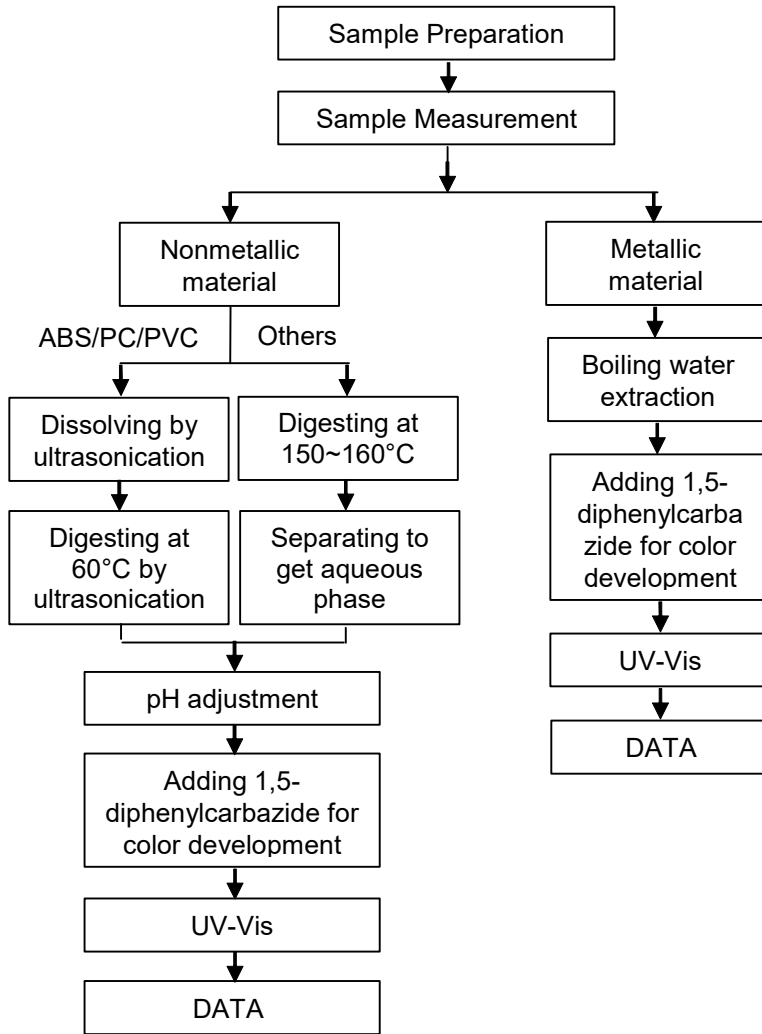 Sample Preparation
Sample Measurement
Nonmetallic
material
Metallic
material
ABS/PC/PVC
Others
Boiling water
extraction
Dissolving by
ultrasonication
Digesting at
150~160°C
Adding 1,5-
diphenylcarba
zide for color
development
Digesting at
60°C by
ultrasonication
Separating to
get aqueous
phase
UV-Vis
pH adjustment
DATA
Adding 1,5-
diphenylcarbazide for
color development
UV-Vis
DATA